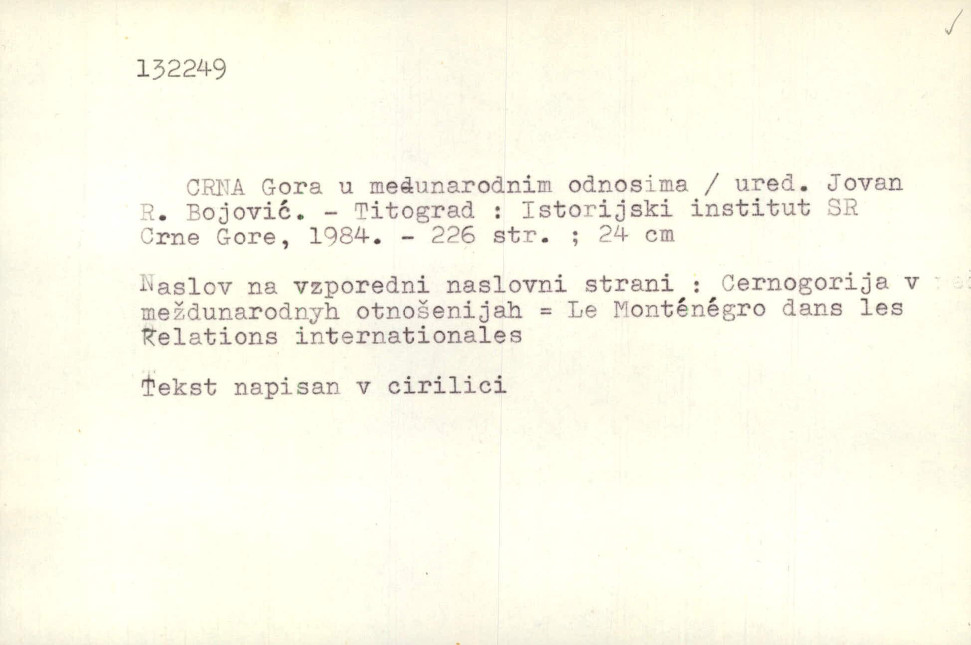 132249
CRNA Gora u međunarodnim odnosima / ured. Jovan
R. Bojović. - Titograd : Istorijski institut SR
Crne Gore, 1984. - 226 str. ; 24 cm
Naslov na vzporedni naslovni strani : Cernogorija v
meždunarodnyh otnošenijah = Le Monténégro dans les
Relations internationales
Tekst napisan v cirilici